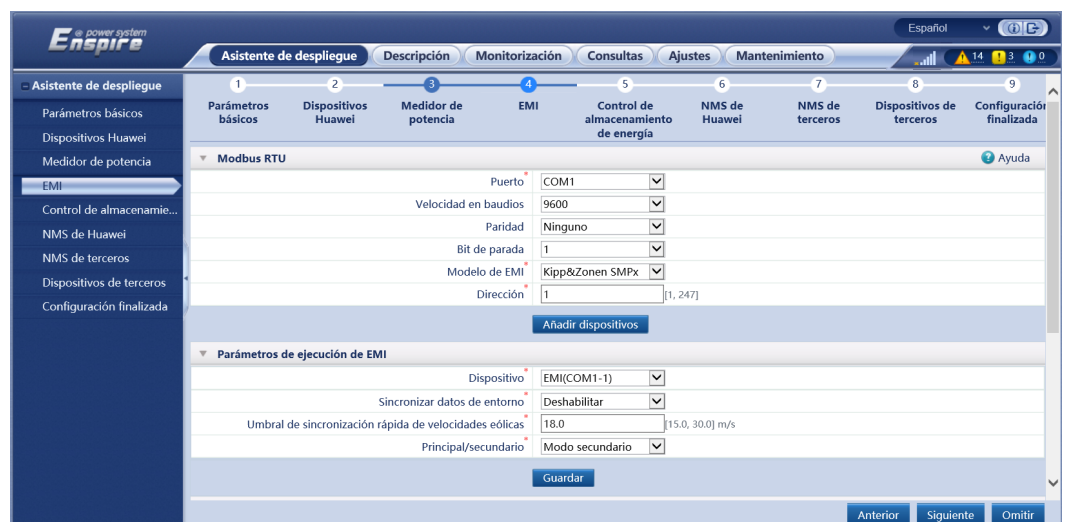 e power system
Enspire
Español
Asistente de despliegue Descripción Monitorización Consultas Ajustes Mantenimiento
14 3 0
Asistente de despliegue
Parámetros básicos
Dispositivos Huawei
Medidor de potencia
EMI
Control de almacenamie...
NMS de Huawei
NMS de terceros
Dispositivos de terceros
Configuración finalizada
1 2 3 4 5 6 7 8 9
Parámetros básicos
Dispositivos Huawei
Medidor de potencia
EMI
Control de almacenamiento de energía
NMS de Huawei
NMS de terceros
Dispositivos de terceros
Configuración finalizada
Modbus RTU
Ayuda
Puerto* COM1
Velocidad en baudios 9600
Paridad Ninguno
Bit de parada 1
Modelo de EMI* Kipp&Zonen SMPx
Dirección* 1 [1, 247]
Añadir dispositivos
Parámetros de ejecución de EMI
Dispositivo* EMI(COM1-1)
Sincronizar datos de entorno* Deshabilitar
Umbral de sincronización rápida de velocidades eólicas* 18.0 [15.0, 30.0] m/s
Principal/secundario* Modo secundario
Guardar
Anterior Siguiente Omitir